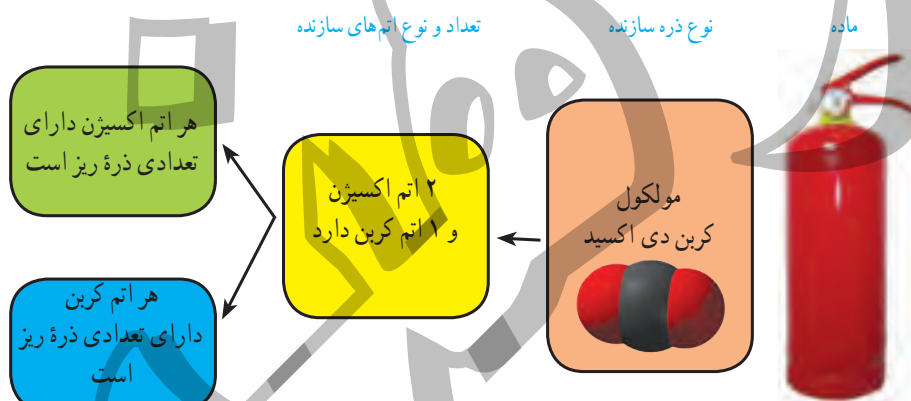 ماده
نوع ذره سازنده
تعداد و نوع اتم‌های سازنده
مولکول
کربن دی اکسید
۲ اتم اکسیژن
و ۱ اتم کربن دارد
هر اتم اکسیژن دارای
تعدادی ذرهٔ ریز است
هر اتم کربن
دارای تعدادی ذرهٔ ریز
است